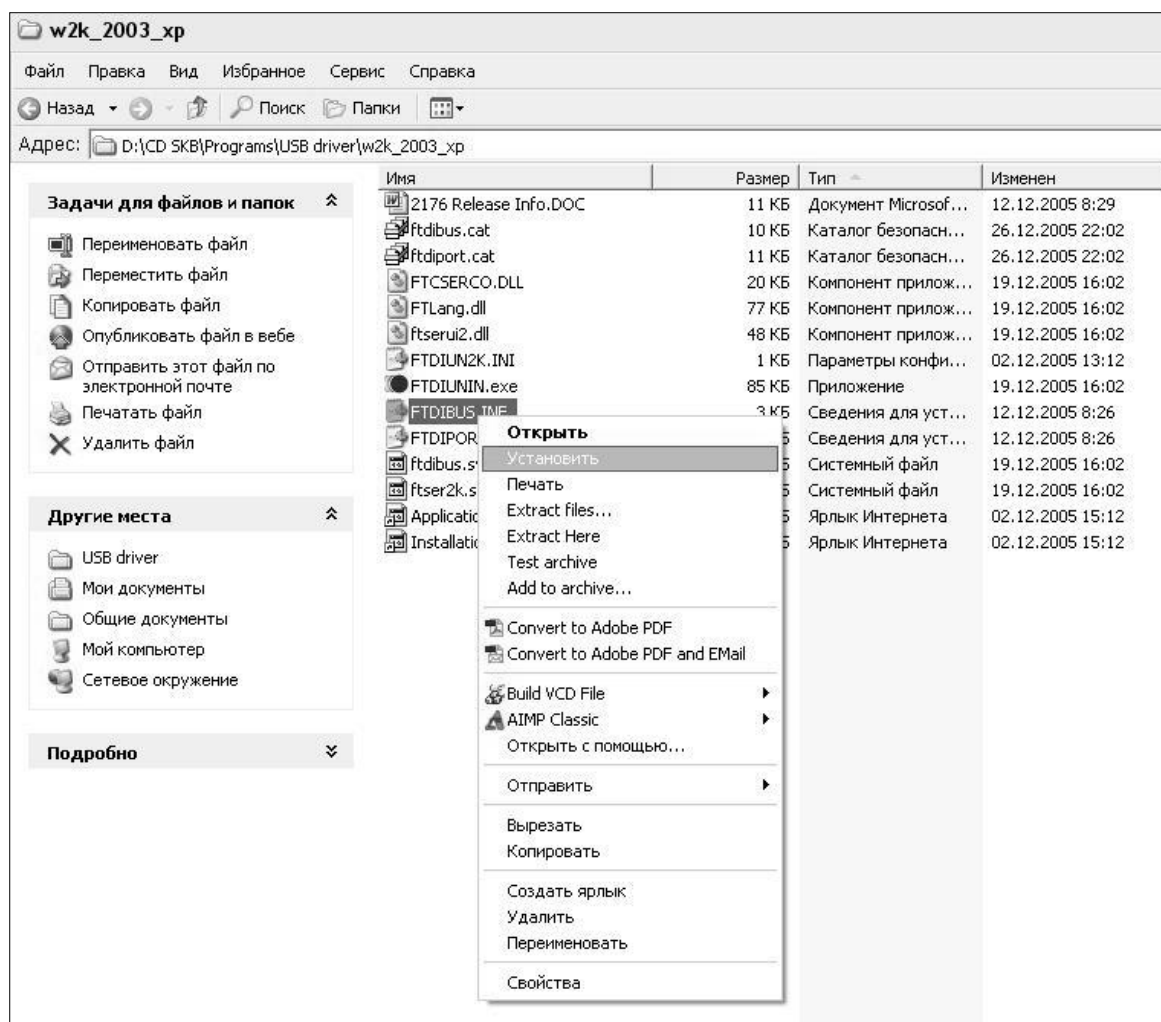 w2k_2003_xp
Файл Правка Вид Избранное Сервис Справка
Назад Поиск Папки
Адрес: D:\CD SKB\Programs\USB driver\w2k_2003_xp
Задачи для файлов и папок
Переименовать файл
Переместить файл
Копировать файл
Опубликовать файл в вебе
Отправить этот файл по
электронной почте
Печатать файл
Удалить файл
Другие места
USB driver
Мои документы
Общие документы
Мой компьютер
Сетевое окружение
Подробно
Имя Размер Тип Изменен
2176 Release Info.DOC 11 КБ Документ Microsof... 12.12.2005 8:29
ftdibus.cat 10 КБ Каталог безопасн... 26.12.2005 22:02
ftdiport.cat 11 КБ Каталог безопасн... 26.12.2005 22:02
FTCSERCO.DLL 20 КБ Компонент прилож... 19.12.2005 16:02
FTLang.dll 77 КБ Компонент прилож... 19.12.2005 16:02
ftserui2.dll 48 КБ Компонент прилож... 19.12.2005 16:02
FTDIUN2K.INI 1 КБ Параметры конфи... 02.12.2005 13:12
FTDIUNIN.exe 85 КБ Приложение 19.12.2005 16:02
FTDIBUS.INF 3 КБ Сведения для уст... 12.12.2005 8:26
FTDIPOR Сведения для уст... 12.12.2005 8:26
ftdibus.s Системный файл 19.12.2005 16:02
ftser2k.s Системный файл 19.12.2005 16:02
Applicatio Ярлык Интернета 02.12.2005 15:12
Installatio Ярлык Интернета 02.12.2005 15:12
Открыть
Установить
Печать
Extract files...
Extract Here
Test archive
Add to archive...
Convert to Adobe PDF
Convert to Adobe PDF and EMail
Build VCD File
AIMP Classic
Открыть с помощью...
Отправить
Вырезать
Копировать
Создать ярлык
Удалить
Переименовать
Свойства